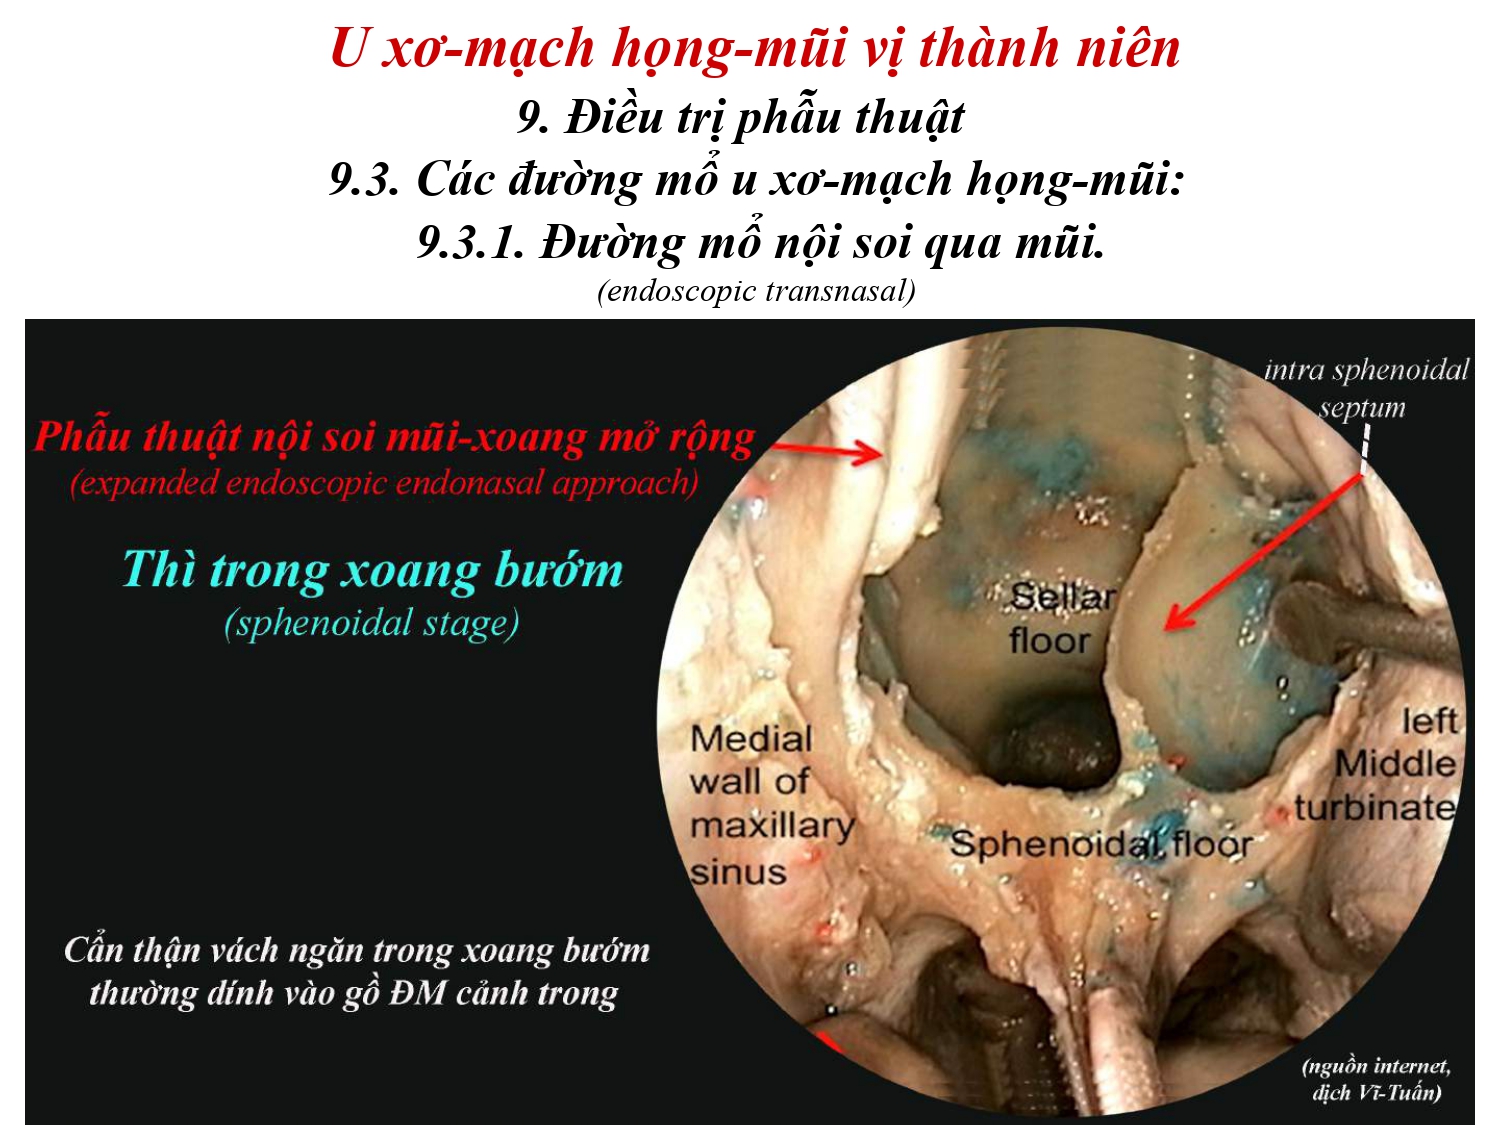 U xơ-mạch họng-mũi vị thành niên
9. Điều trị phẫu thuật
9.3. Các đường mổ u xơ-mạch họng-mũi:
9.3.1. Đường mổ nội soi qua mũi.
(endoscopic transnasal)
intra sphenoidal
septum
Phẫu thuật nội soi mũi-xoang mở rộng
(expanded endoscopic endonasal approach)
Thì trong xoang bướm
(sphenoidal stage)
Sellar
floor
Medial
wall of
maxillary
sinus
left
Middle
turbinate
Sphenoidal floor
Cẩn thận vách ngăn trong xoang bướm
thường dính vào gồ ĐM cảnh trong
(nguồn internet,
dịch Vĩ-Tuấn)